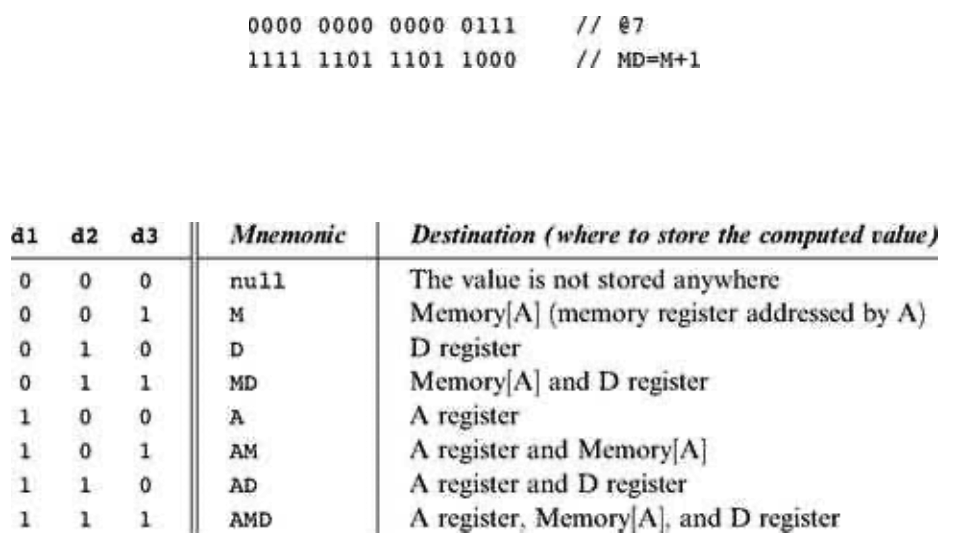 0000 0000 0000 0111 // @7
1111 1101 1101 1000 // MD=M+1
d1 d2 d3 Mnemonic Destination (where to store the computed value)
0 0 0 null The value is not stored anywhere
0 0 1 M Memory[A] (memory register addressed by A)
0 1 0 D D register
0 1 1 MD Memory[A] and D register
1 0 0 A A register
1 0 1 AM A register and Memory[A]
1 1 0 AD A register and D register
1 1 1 AMD A register, Memory[A], and D register